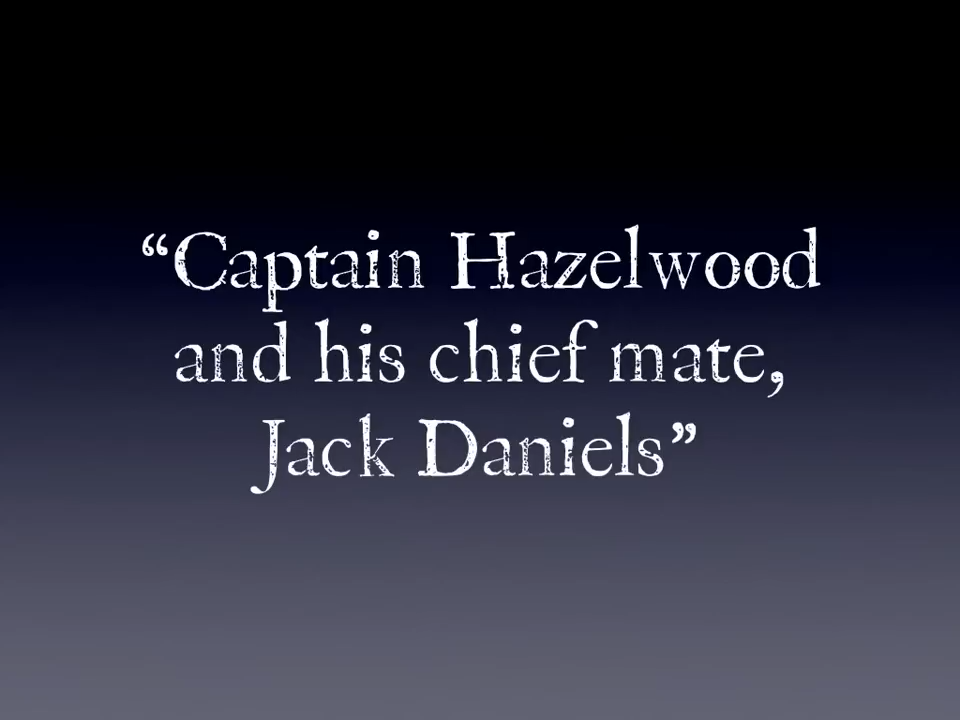 “Captain Hazelwood
and his chief mate,
Jack Daniels”